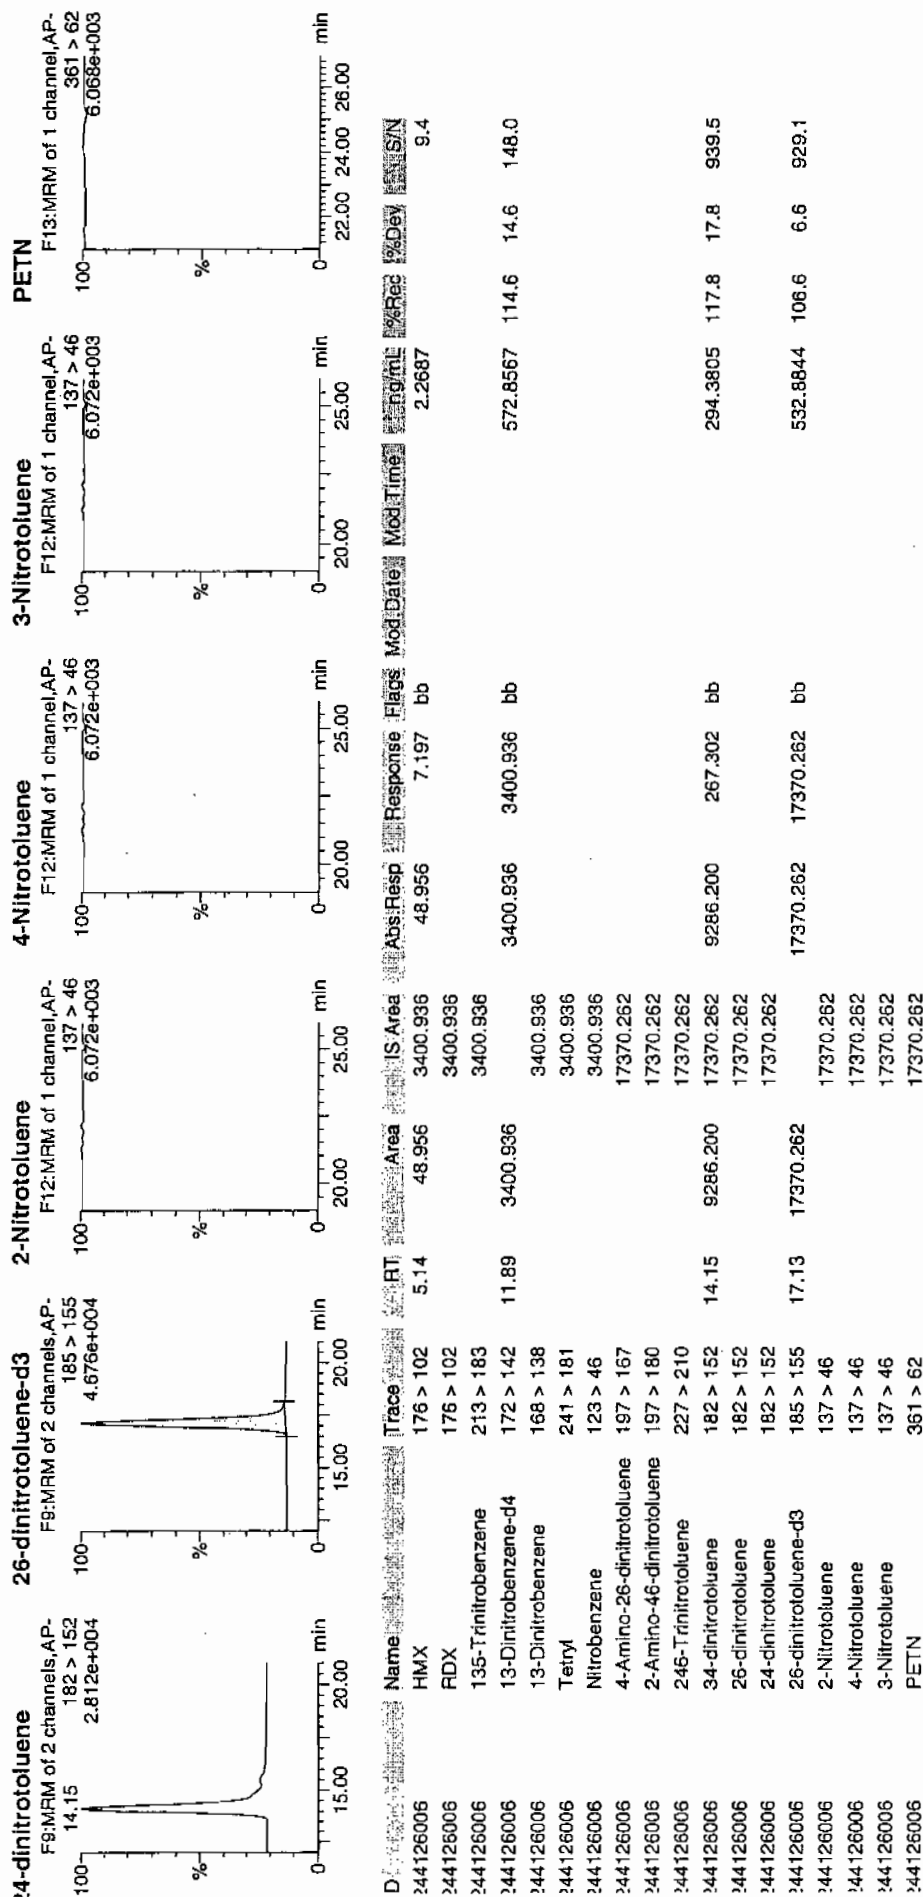 24-dinitrotoluene
F9:MRM of 2 channels,AP-
182 > 152
2.812e+004
14.15
100
%
0
15.00
20.00
min
26-dinitrotoluene-d3
F9:MRM of 2 channels,AP-
185 > 155
4.676e+004
100
%
0
15.00
20.00
min
2-Nitrotoluene
F12:MRM of 1 channel,AP-
137 > 46
6.072e+003
100
%
0
20.00
25.00
min
4-Nitrotoluene
F12:MRM of 1 channel,AP-
137 > 46
6.072e+003
100
%
0
20.00
25.00
min
3-Nitrotoluene
F12:MRM of 1 channel,AP-
137 > 46
6.072e+003
100
%
0
20.00
25.00
min
PETN
F13:MRM of 1 channel,AP-
361 > 62
6.068e+003
100
%
0
22.00
24.00
26.00
min
D Name Trace RT Area IS Area Abs.Resp Response Flags Mod.Date Mod.Time ng/mL %Rec %Dev S/N
244126006 HMX 176 > 102 5.14 48.956 3400.936 48.956 7.197 bb 2.2687 9.4
244126006 RDX 176 > 102 3400.936
244126006 135-Trinitrobenzene 213 > 183 3400.936
244126006 13-Dinitrobenzene-d4 172 > 142 11.89 3400.936 3400.936 3400.936 bb 572.8567 114.6 14.6 148.0
244126006 13-Dinitrobenzene 168 > 138 3400.936
244126006 Tetryl 241 > 181 3400.936
244126006 Nitrobenzene 123 > 46 3400.936
244126006 4-Amino-26-dinitrotoluene 197 > 167 17370.262
244126006 2-Amino-46-dinitrotoluene 197 > 180 17370.262
244126006 246-Trinitrotoluene 227 > 210 17370.262
244126006 34-dinitrotoluene 182 > 152 14.15 9286.200 17370.262 9286.200 267.302 bb 294.3805 117.8 17.8 939.5
244126006 26-dinitrotoluene 182 > 152 17370.262
244126006 24-dinitrotoluene 182 > 152 17370.262
244126006 26-dinitrotoluene-d3 185 > 155 17.13 17370.262 17370.262 17370.262 bb 532.8844 106.6 6.6 929.1
244126006 2-Nitrotoluene 137 > 46 17370.262
244126006 4-Nitrotoluene 137 > 46 17370.262
244126006 3-Nitrotoluene 137 > 46 17370.262
244126006 PETN 361 > 62 17370.262